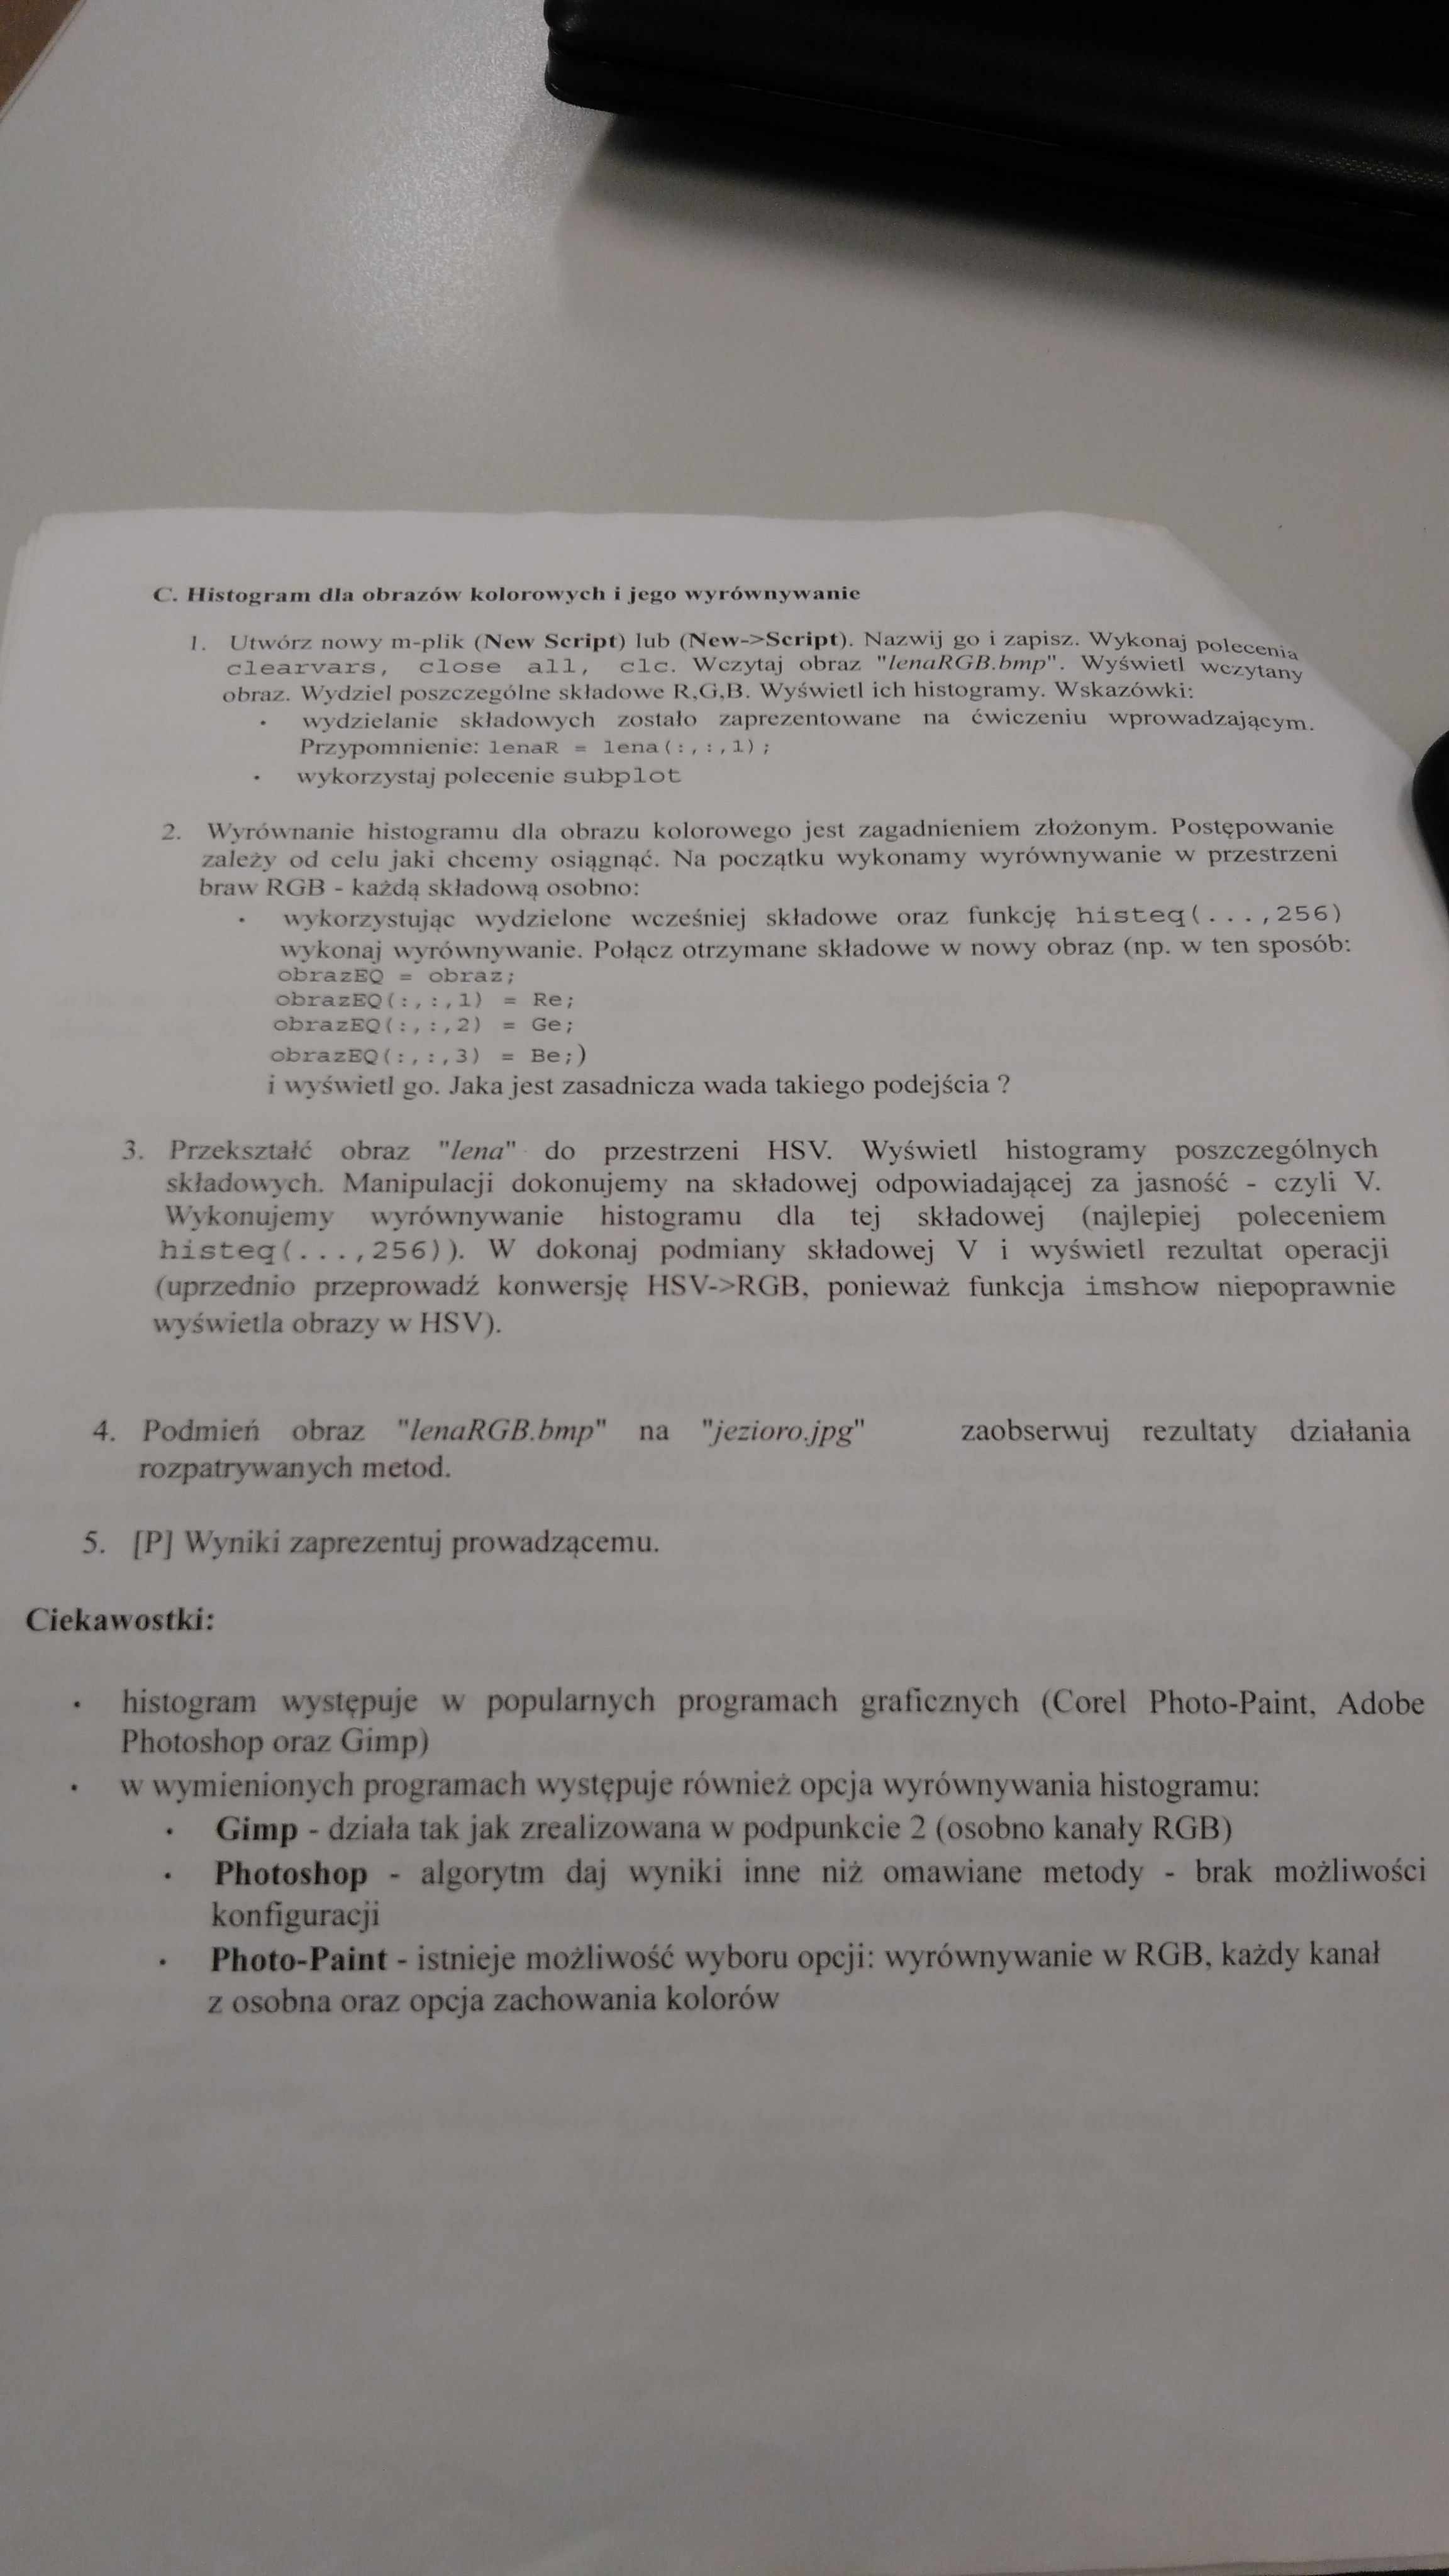 C. Histogram dla obrazów kolorowych i jego wyrównywanie
1. Utwórz nowy m-plik (New Script) lub (New->Script). Nazwij go i zapisz. Wykonaj polecenia
clearvars, close all, clc. Wczytaj obraz "lenaRGB.bmp". Wyświetl wczytany
obraz. Wydziel poszczególne składowe R,G,B. Wyświetl ich histogramy. Wskazówki:
• wydzielanie składowych zostało zaprezentowane na ćwiczeniu wprowadzającym.
Przypomnienie: lenaR = lena(:,:,1);
• wykorzystaj polecenie subplot
2. Wyrównanie histogramu dla obrazu kolorowego jest zagadnieniem złożonym. Postępowanie
zależy od celu jaki chcemy osiągnąć. Na początku wykonamy wyrównywanie w przestrzeni
braw RGB - każdą składową osobno:
• wykorzystując wydzielone wcześniej składowe oraz funkcję histeq(...,256)
wykonaj wyrównywanie. Połącz otrzymane składowe w nowy obraz (np. w ten sposób:
obrazEQ = obraz;
obrazEQ(:,:,1) = Re;
obrazEQ(:,:,2) = Ge;
obrazEQ(:,:,3) = Be;)
i wyświetl go. Jaka jest zasadnicza wada takiego podejścia ?
3. Przekształć obraz "lena" do przestrzeni HSV. Wyświetl histogramy poszczególnych
składowych. Manipulacji dokonujemy na składowej odpowiadającej za jasność - czyli V.
Wykonujemy wyrównywanie histogramu dla tej składowej (najlepiej poleceniem
histeq(...,256)). W dokonaj podmiany składowej V i wyświetl rezultat operacji
(uprzednio przeprowadź konwersję HSV->RGB, ponieważ funkcja imshow niepoprawnie
wyświetla obrazy w HSV).
4. Podmień obraz "lenaRGB.bmp" na "jezioro.jpg" zaobserwuj rezultaty działania
rozpatrywanych metod.
5. [P] Wyniki zaprezentuj prowadzącemu.
Ciekawostki:
• histogram występuje w popularnych programach graficznych (Corel Photo-Paint, Adobe
Photoshop oraz Gimp)
• w wymienionych programach występuje również opcja wyrównywania histogramu:
• Gimp - działa tak jak zrealizowana w podpunkcie 2 (osobno kanały RGB)
• Photoshop - algorytm daj wyniki inne niż omawiane metody - brak możliwości
konfiguracji
• Photo-Paint - istnieje możliwość wyboru opcji: wyrównywanie w RGB, każdy kanał
z osobna oraz opcja zachowania kolorów